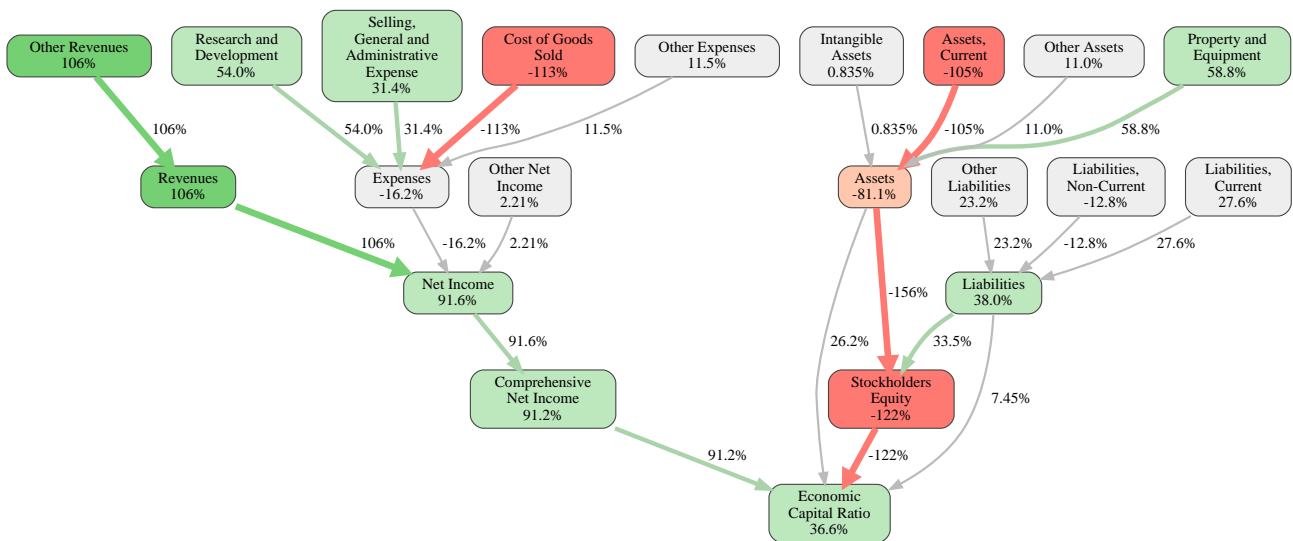 Other Revenues
106%
Research and
Development
54.0%
Selling,
General and
Administrative
Expense
31.4%
Cost of Goods
Sold
-113%
Other Expenses
11.5%
Intangible
Assets
0.835%
Assets,
Current
-105%
Other Assets
11.0%
Property and
Equipment
58.8%
106%
54.0%
31.4%
-113%
11.5%
0.835%
-105%
11.0%
58.8%
Revenues
106%
Expenses
-16.2%
Other Net
Income
2.21%
Assets
-81.1%
Other
Liabilities
23.2%
Liabilities,
Non-Current
-12.8%
Liabilities,
Current
27.6%
106%
-16.2%
2.21%
23.2%
-12.8%
27.6%
Net Income
91.6%
-156%
Liabilities
38.0%
91.6%
26.2%
33.5%
Comprehensive
Net Income
91.2%
Stockholders
Equity
-122%
7.45%
91.2%
-122%
Economic
Capital Ratio
36.6%